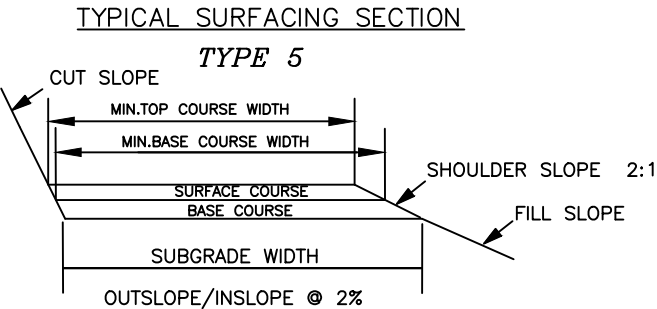 TYPICAL SURFACING SECTION
TYPE 5
CUT SLOPE
MIN.TOP COURSE WIDTH
MIN.BASE COURSE WIDTH
SHOULDER SLOPE 2:1
SURFACE COURSE
BASE COURSE
FILL SLOPE
SUBGRADE WIDTH
OUTSLOPE/INSLOPE @ 2%